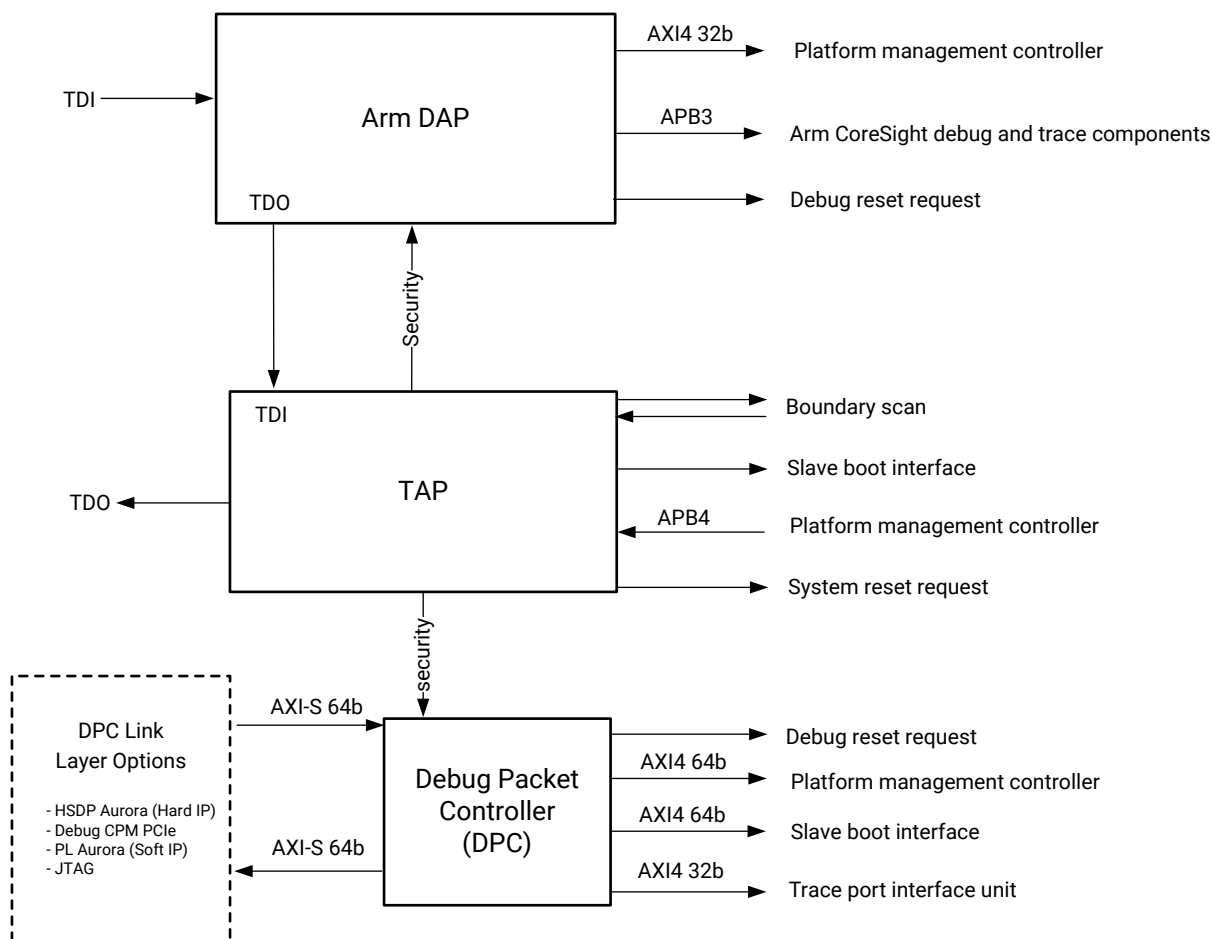 AXI4 32b
Platform management controller
TDI
Arm DAP
APB3
Arm CoreSight debug and trace components
TDO
Debug reset request
Security
TDI
Boundary scan
Slave boot interface
TAP
TDO
APB4
Platform management controller
System reset request
security
AXI-S 64b
DPC Link
Layer Options
- HSDP Aurora (Hard IP)
- Debug CPM PCIe
- PL Aurora (Soft IP)
- JTAG
AXI-S 64b
Debug Packet
Controller
(DPC)
Debug reset request
AXI4 64b
Platform management controller
AXI4 64b
Slave boot interface
AXI4 32b
Trace port interface unit